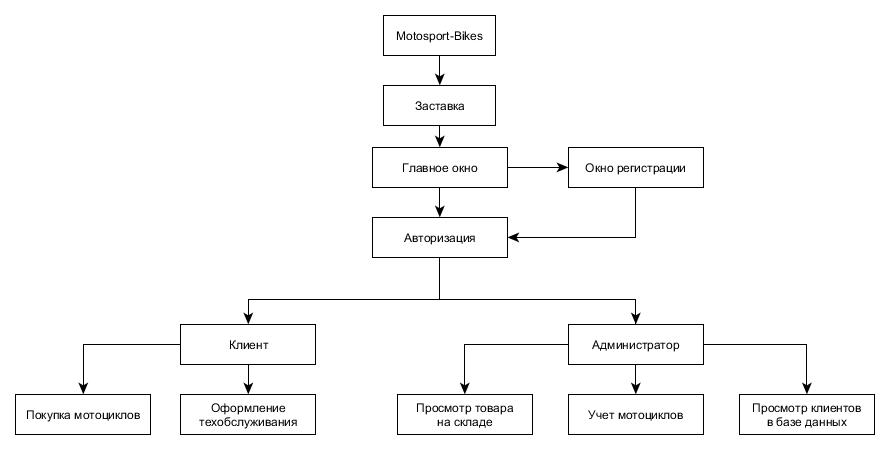 Motosport-Bikes
Заставка
Главное окно
Окно регистрации
Авторизация
Клиент
Администратор
Покупка мотоциклов
Оформление
техобслуживания
Просмотр товара
на складе
Учет мотоциклов
Просмотр клиентов
в базе данных